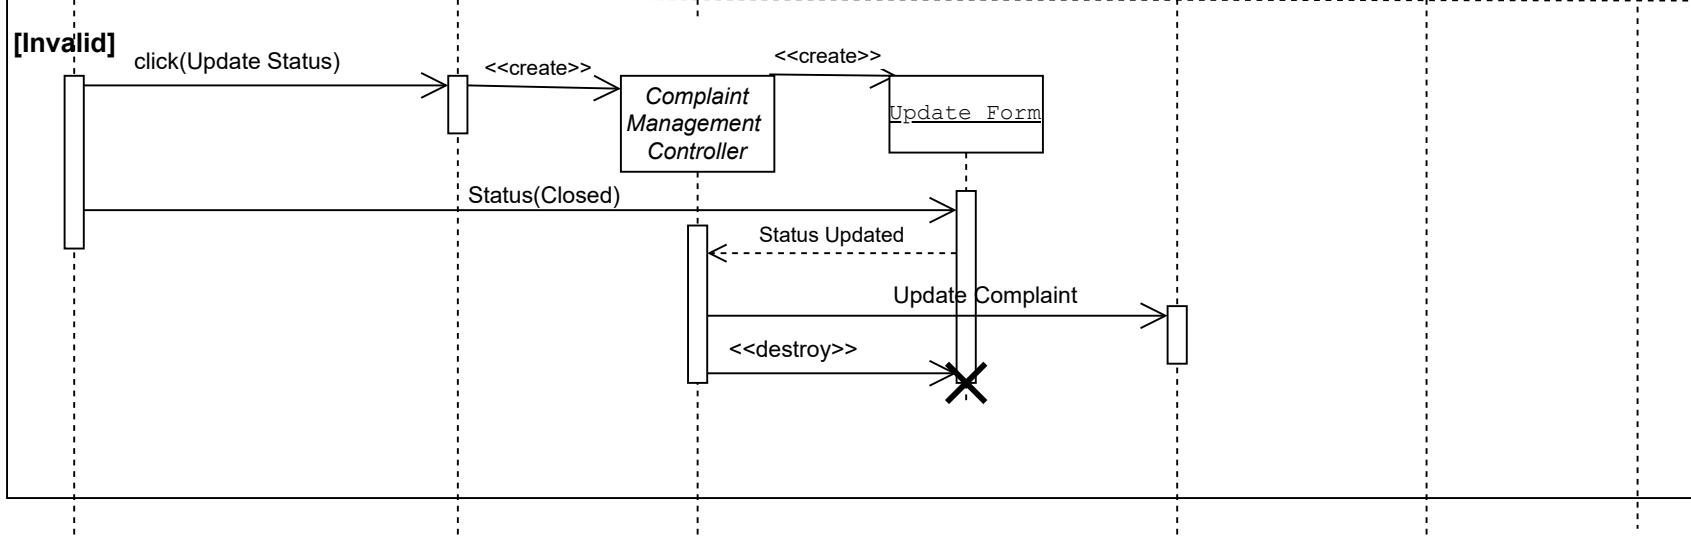 [Invalid]
click(Update Status)
<<create>>
<<create>>
Complaint
Management
Controller
Update Form
Status(Closed)
Status Updated
Update Complaint
<<destroy>>